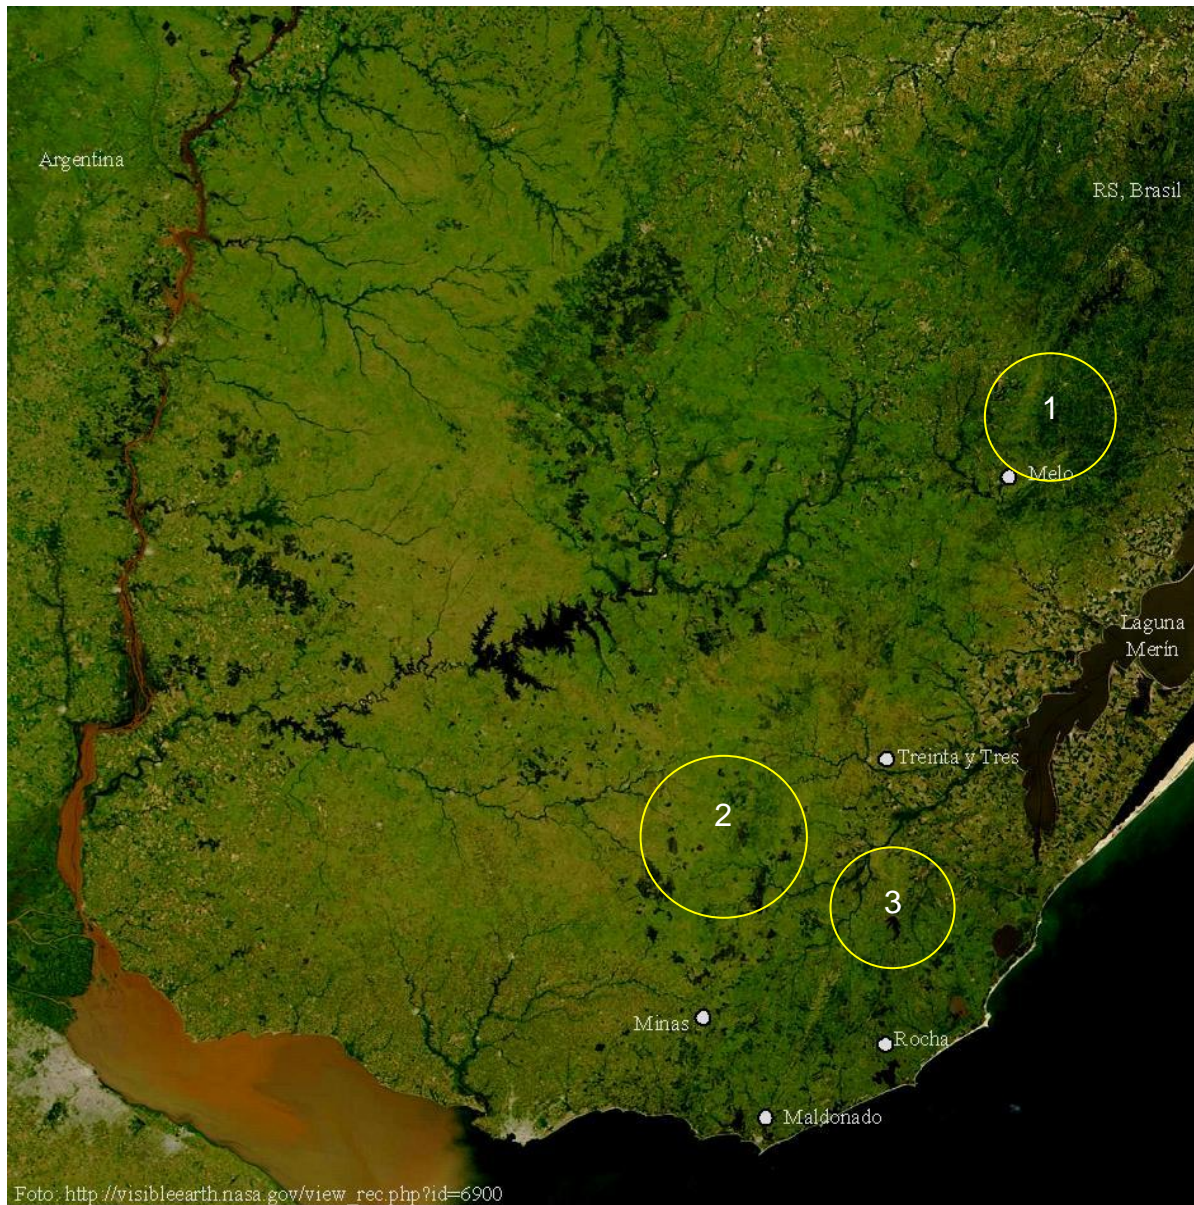 Argentina
RS, Brasil
1
Melo
Laguna
Merín
Treinta y Tres
2
3
Minas
Rocha
Maldonado
Foto: http://visibleearth.nasa.gov/view_rec.php?id=6900